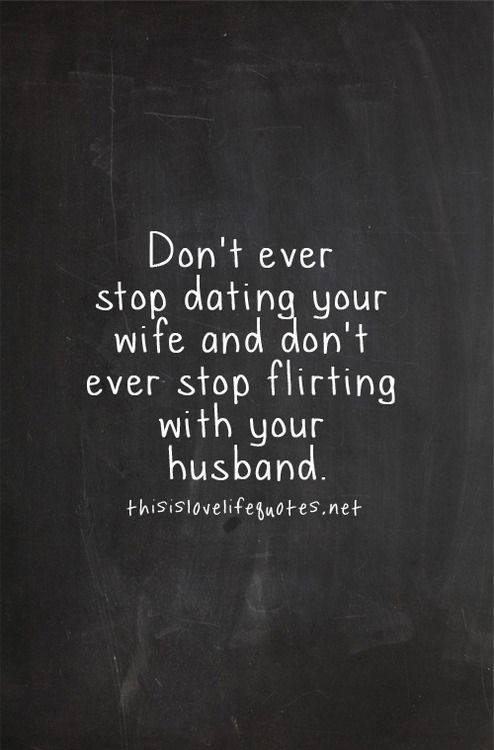 Don't ever
stop dating your
wife and don't
ever stop flirting
with your
husband.
thisislovelifequotes.net